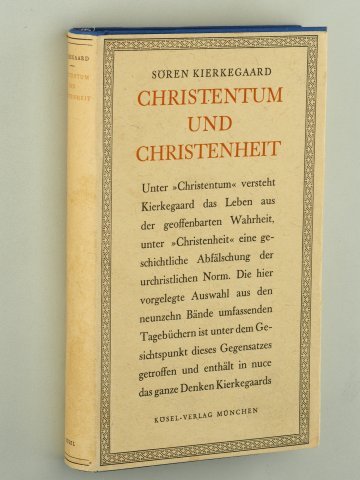 SÖREN KIERKEGAARD
CHRISTENTUM
UND
CHRISTENHEIT
Unter »Christentum« versteht
Kierkegaard das Leben aus
der geoffenbarten Wahrheit,
unter »Christenheit« eine ge-
schichtliche Abfälschung der
urchristlichen Norm. Die hier
vorgelegte Auswahl aus den
neunzehn Bände umfassenden
Tagebüchern ist unter dem Ge-
sichtspunkt dieses Gegensatzes
getroffen und enthält in nuce
das ganze Denken Kierkegaards
KÖSEL-VERLAG MÜNCHEN